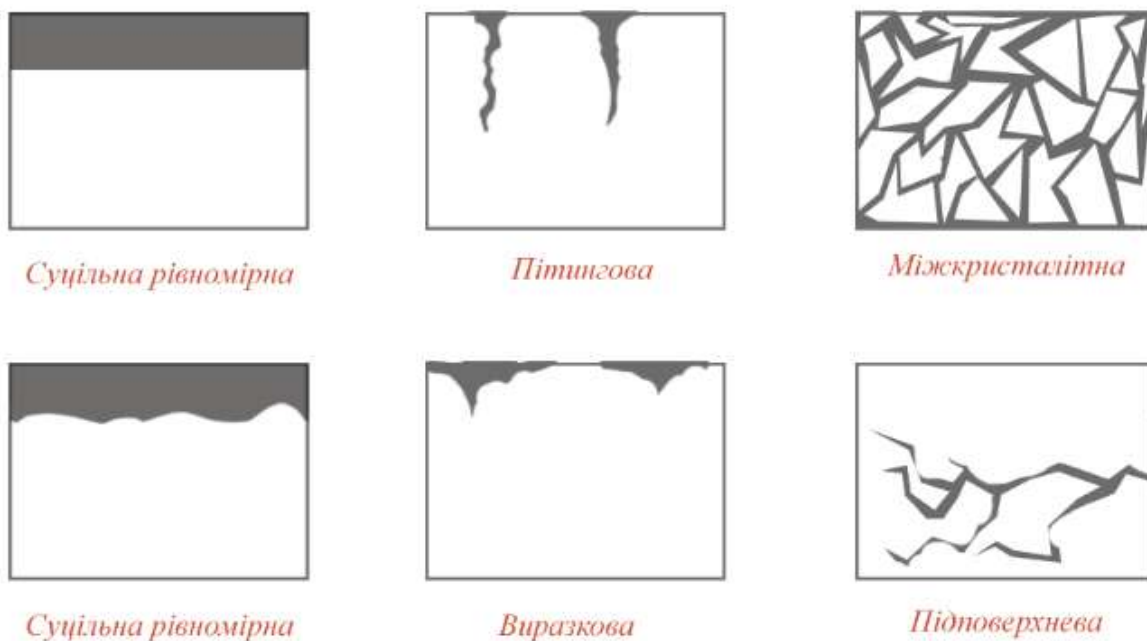 Суцільна рівномірна
Пітингова
Міжкристалітна
Суцільна рівномірна
Виразкова
Підповерхнева